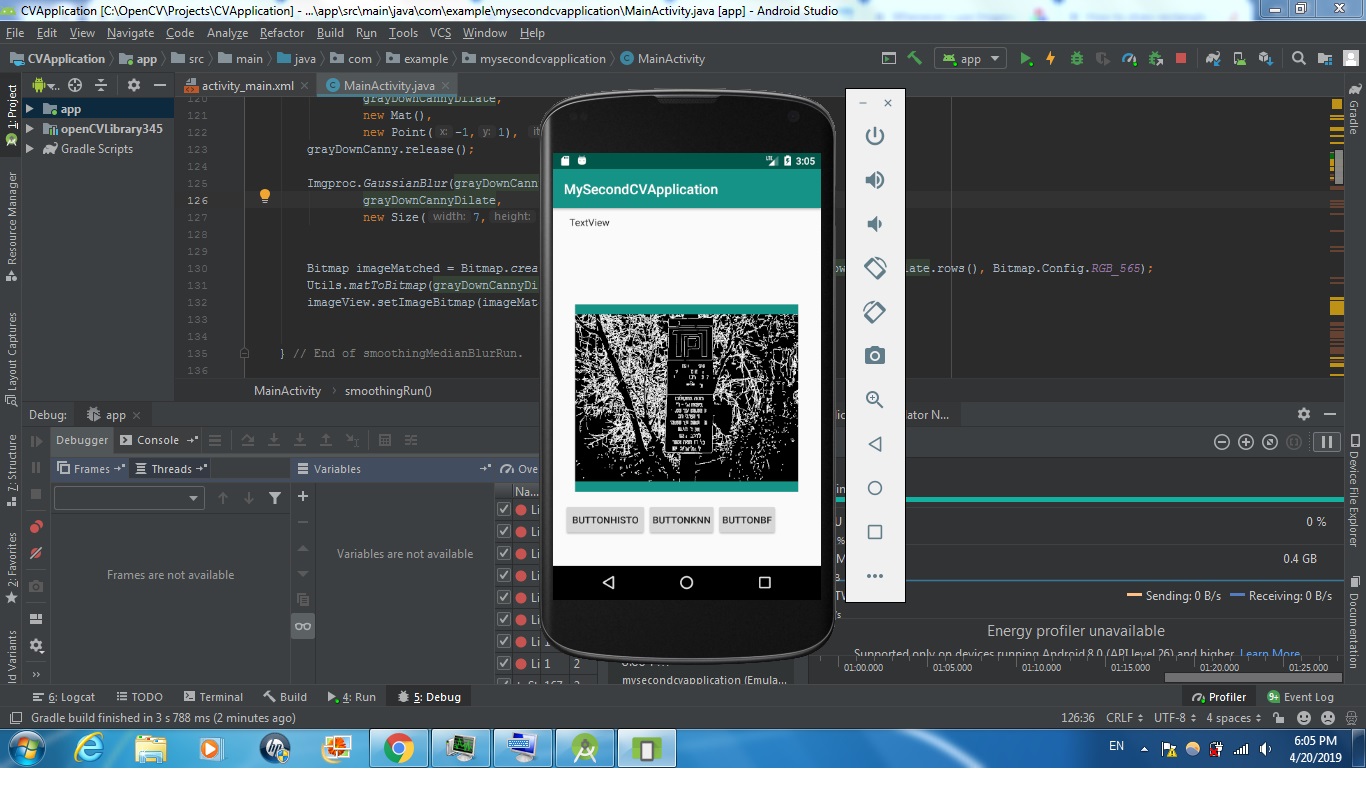 CVApplication [C:\OpenCV\Projects\CVApplication] - ...\app\src\main\java\com\example\mysecondcvapplication\MainActivity.java [app] - Android Studio
File Edit View Navigate Code Analyze Refactor Build Run Tools VCS Window Help
CVApplication app src main java com example mysecondcvapplication MainActivity app
1: Project
Resource Manager
Layout Captures
7: Structure
2: Favorites
ld Variants
app
openCVLibrary345
Gradle Scripts
activity_main.xml MainActivity.java
120 grayDownCannyDilate,
121 new Mat(),
122 new Point( x: -1, y: 1), it
123 grayDownCanny.release();
124
125 Imgproc.GaussianBlur(grayDownCann
126 grayDownCannyDilate,
127 new Size( width: 7, height:
128
129
130 Bitmap imageMatched = Bitmap.crea ate.rows(), Bitmap.Config.RGB_565);
131 Utils.matToBitmap(grayDownCannyDi
132 imageView.setImageBitmap(imageMat
133
134
135 } // End of smoothingMedianBlurRun.
136
MainActivity smoothingRun()
3:05
MySecondCVApplication
TextView
BUTTONHISTO BUTTONKNN BUTTONBF
Gradle
Device File Explorer
Documentation
Debug: app
Debugger Console
Frames Threads Variables Ove
Frames are not available
Variables are not available
Na...
Li
Li
Li
Li
Li
Li
Li 1
Li 1 2
lator N...
U 0 %
M 0.4 GB
Sending: 0 B/s Receiving: 0 B/s
Energy profiler unavailable
Supported only on devices running Android 8.0 (API level 26) and higher. Learn More
01:00.000 01:05.000 01:10.000 01:15.000 01:20.000 01:25.000
mysecondcvapplication (Emula...
6: Logcat TODO Terminal Build 4: Run 5: Debug Profiler 9+ Event Log
Gradle build finished in 3 s 788 ms (2 minutes ago) 126:36 CRLF UTF-8 4 spaces
EN
6:05 PM
4/20/2019